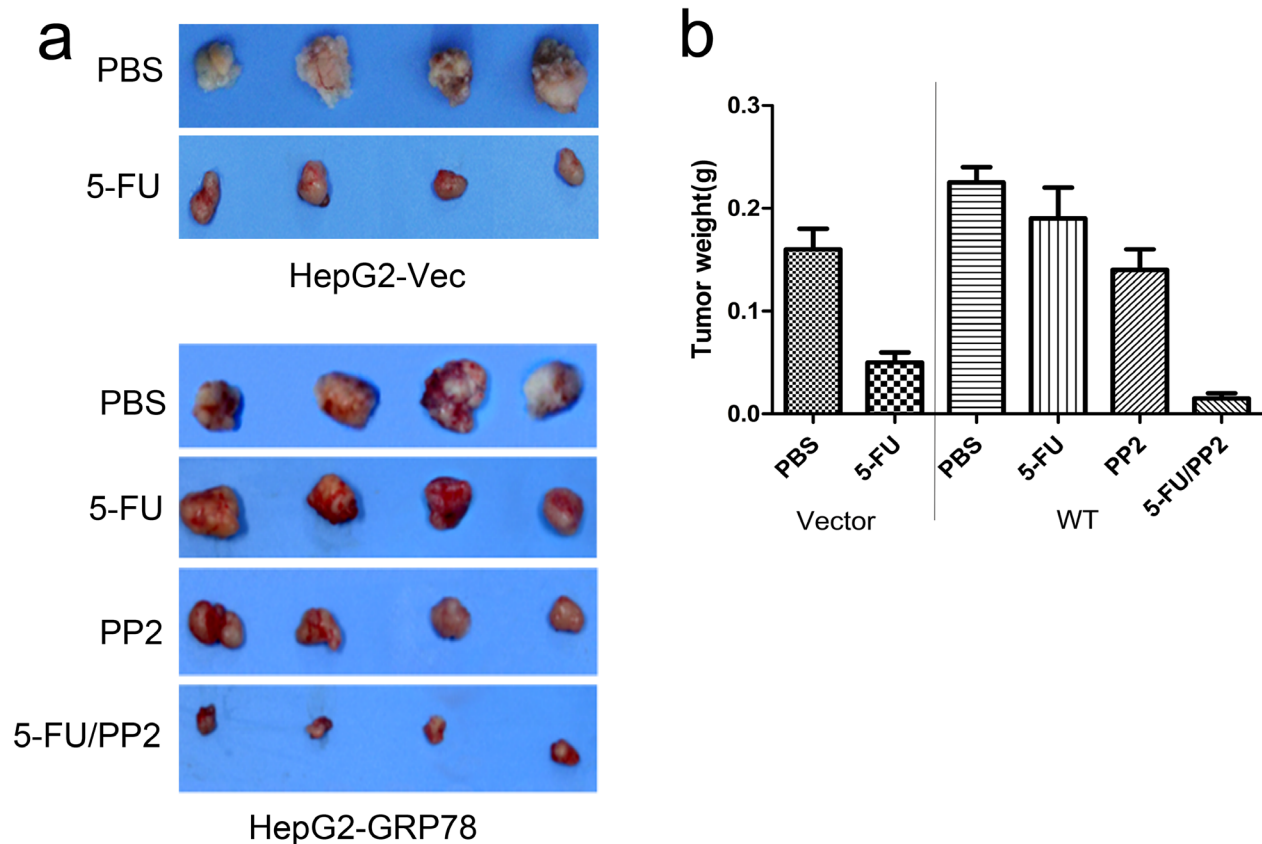 a
PBS
5-FU
HepG2-Vec
PBS
5-FU
PP2
5-FU/PP2
HepG2-GRP78
b
Tumor weight(g)
0.3
0.2
0.1
0.0
PBS
5-FU
PBS
5-FU
PP2
5-FU/PP2
Vector
WT